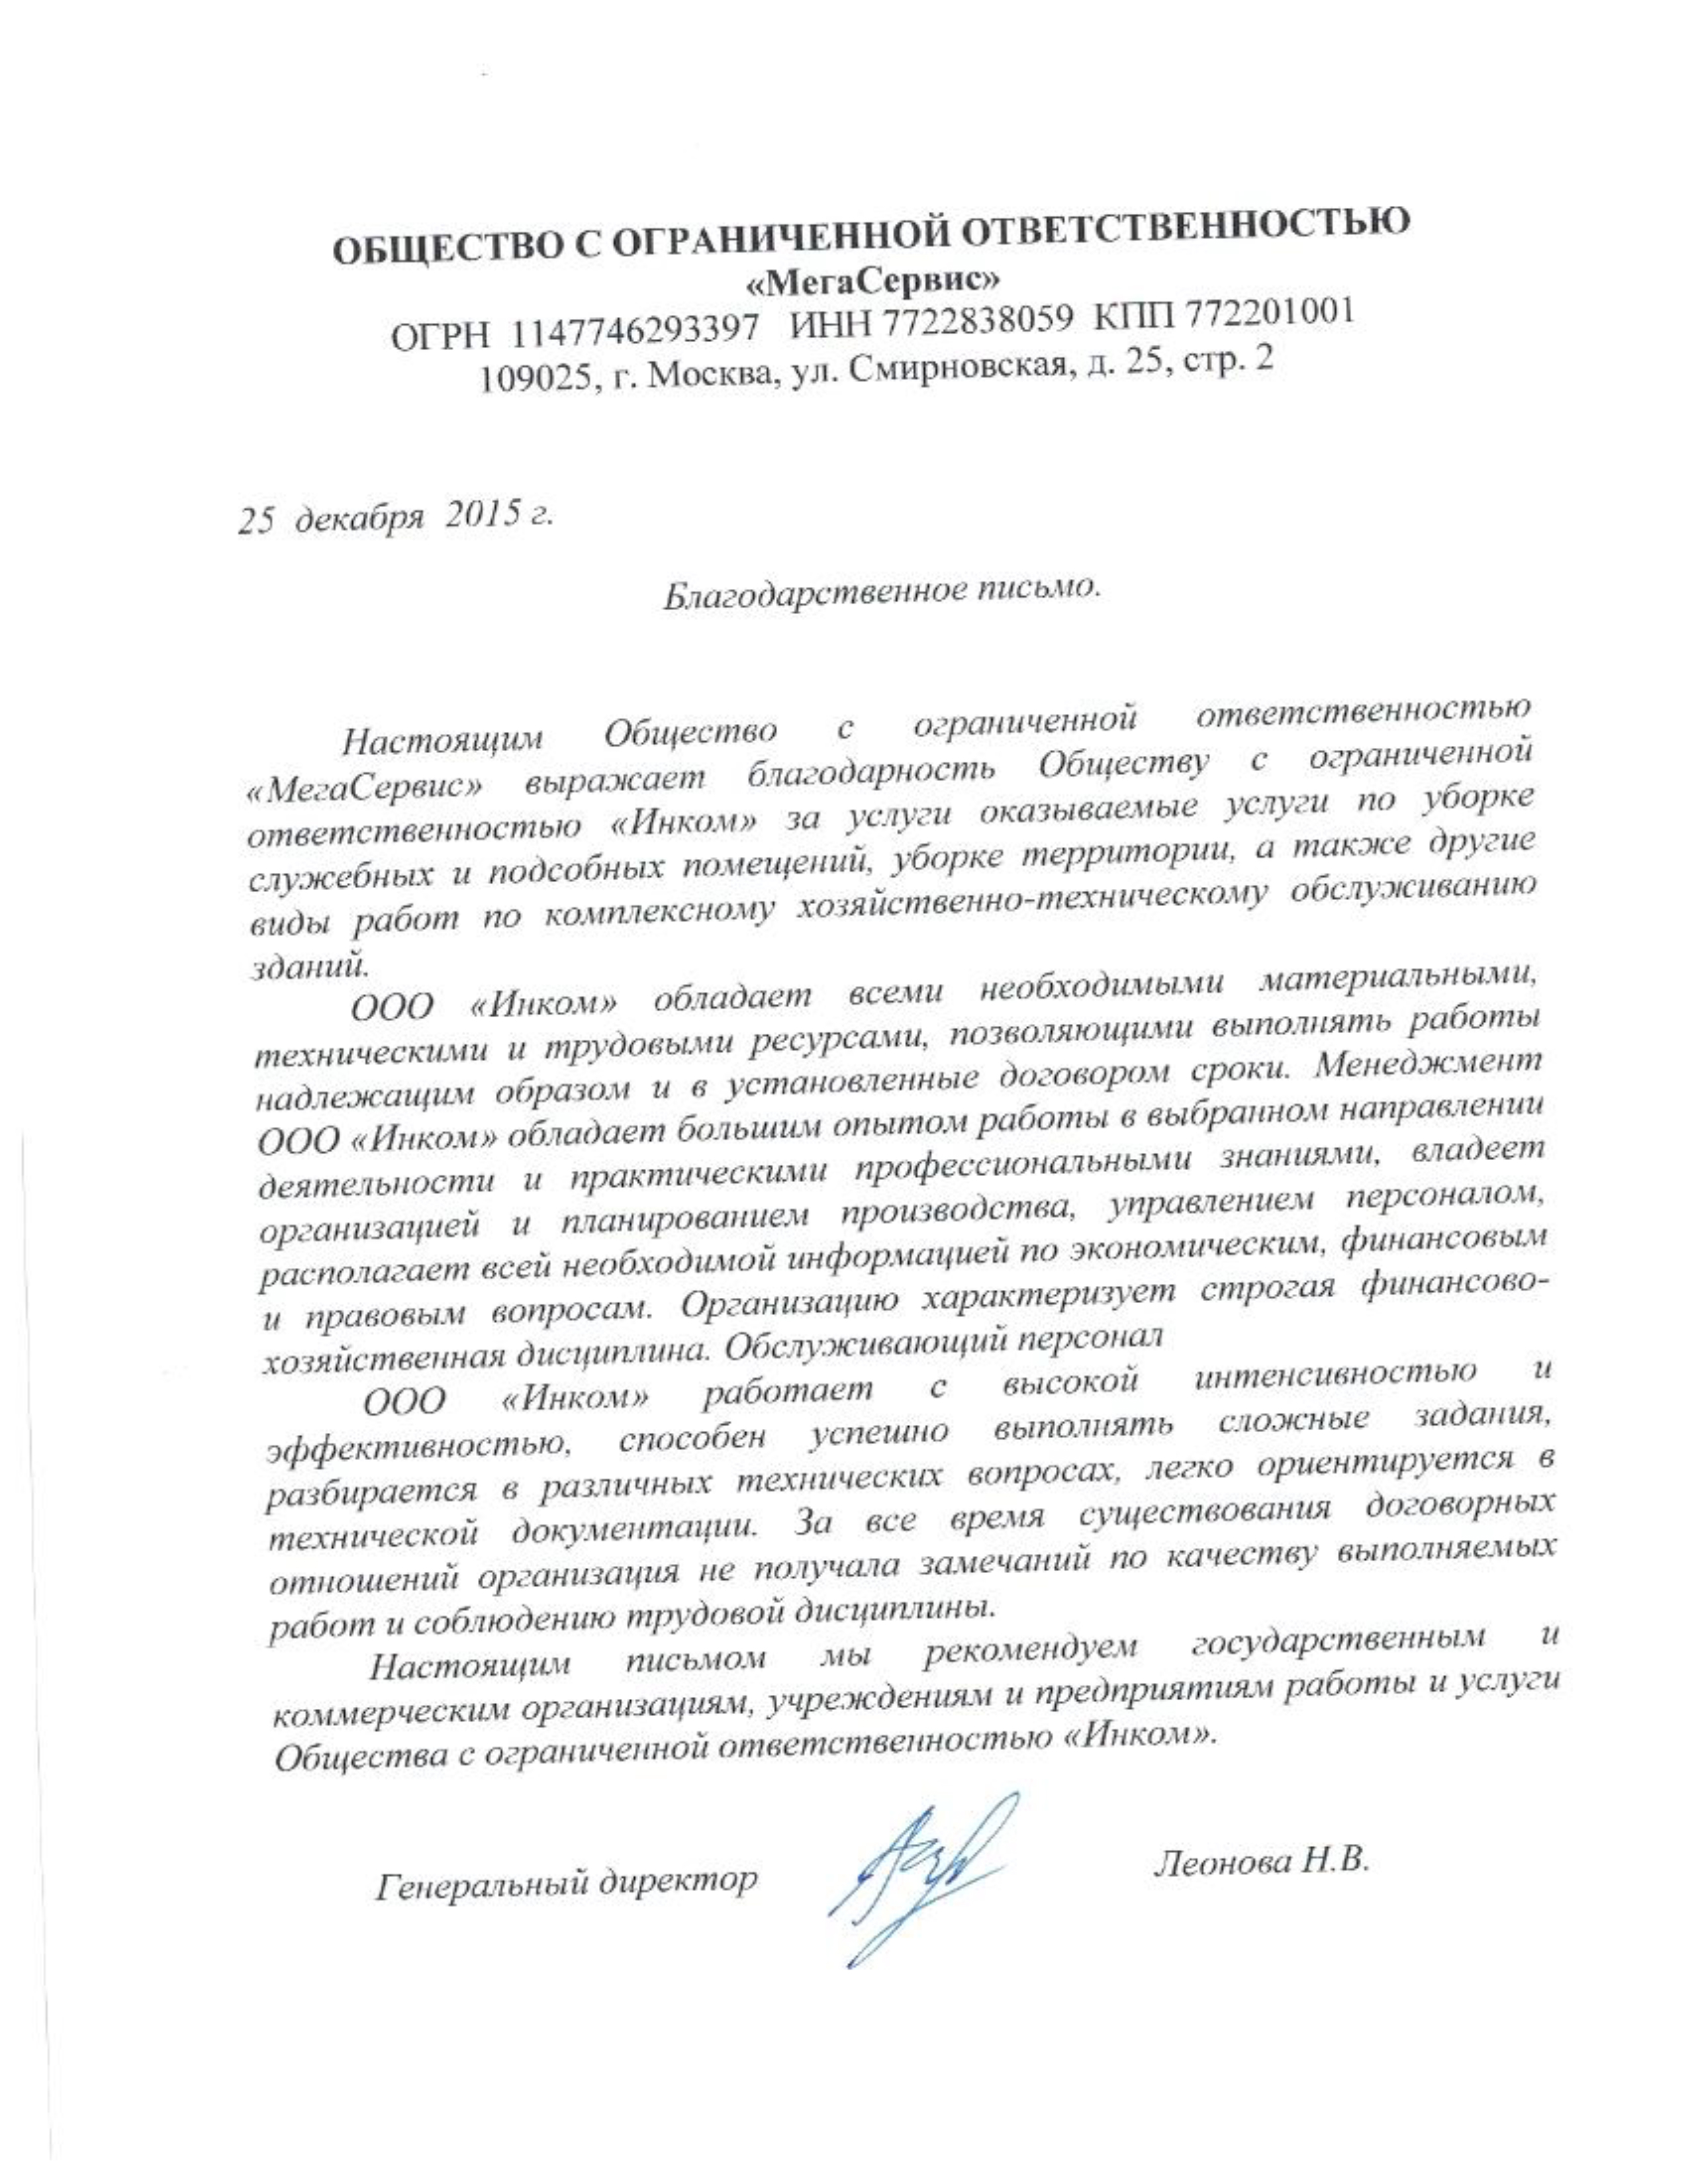 ОБЩЕСТВО С ОГРАНИЧЕННОЙ ОТВЕТСТВЕННОСТЬЮ
«МегаСервис»
ОГРН 1147746293397 ИНН 7722838059 КПП 772201001
109025, г. Москва, ул. Смирновская, д. 25, стр. 2
25 декабря 2015 г.
Благодарственное письмо.
Настоящим Общество с ограниченной ответственностью
«МегаСервис» выражает благодарность Обществу с ограниченной
ответственностью «Инком» за услуги оказываемые услуги по уборке
служебных и подсобных помещений, уборке территории, а также другие
виды работ по комплексному хозяйственно-техническому обслуживанию
зданий.
ООО «Инком» обладает всеми необходимыми материальными,
техническими и трудовыми ресурсами, позволяющими выполнять работы
надлежащим образом и в установленные договором сроки. Менеджмент
ООО «Инком» обладает большим опытом работы в выбранном направлении
деятельности и практическими профессиональными знаниями, владеет
организацией и планированием производства, управлением персоналом,
располагает всей необходимой информацией по экономическим, финансовым
и правовым вопросам. Организацию характеризует строгая финансово-
хозяйственная дисциплина. Обслуживающий персонал
ООО «Инком» работает с высокой интенсивностью и
эффективностью, способен успешно выполнять сложные задания,
разбирается в различных технических вопросах, легко ориентируется в
технической документации. За все время существования договорных
отношений организация не получала замечаний по качеству выполняемых
работ и соблюдению трудовой дисциплины.
Настоящим письмом мы рекомендуем государственным и
коммерческим организациям, учреждениям и предприятиям работы и услуги
Общества с ограниченной ответственностью «Инком».
Генеральный директор Леонова Н.В.